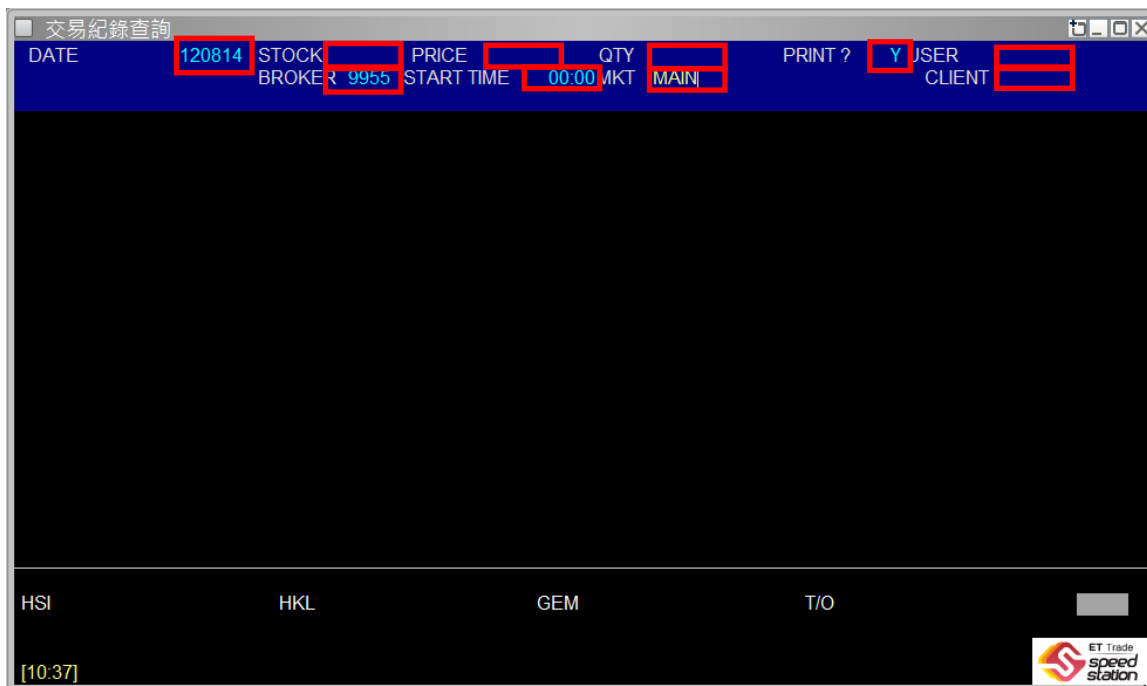 交易紀錄查詢
DATE 120814 STOCK PRICE QTY PRINT ? Y USER
BROKER 9955 START TIME 00:00 MKT MAIN CLIENT
HSI HKL GEM T/O
[10:37]
ET Trade
speed
station